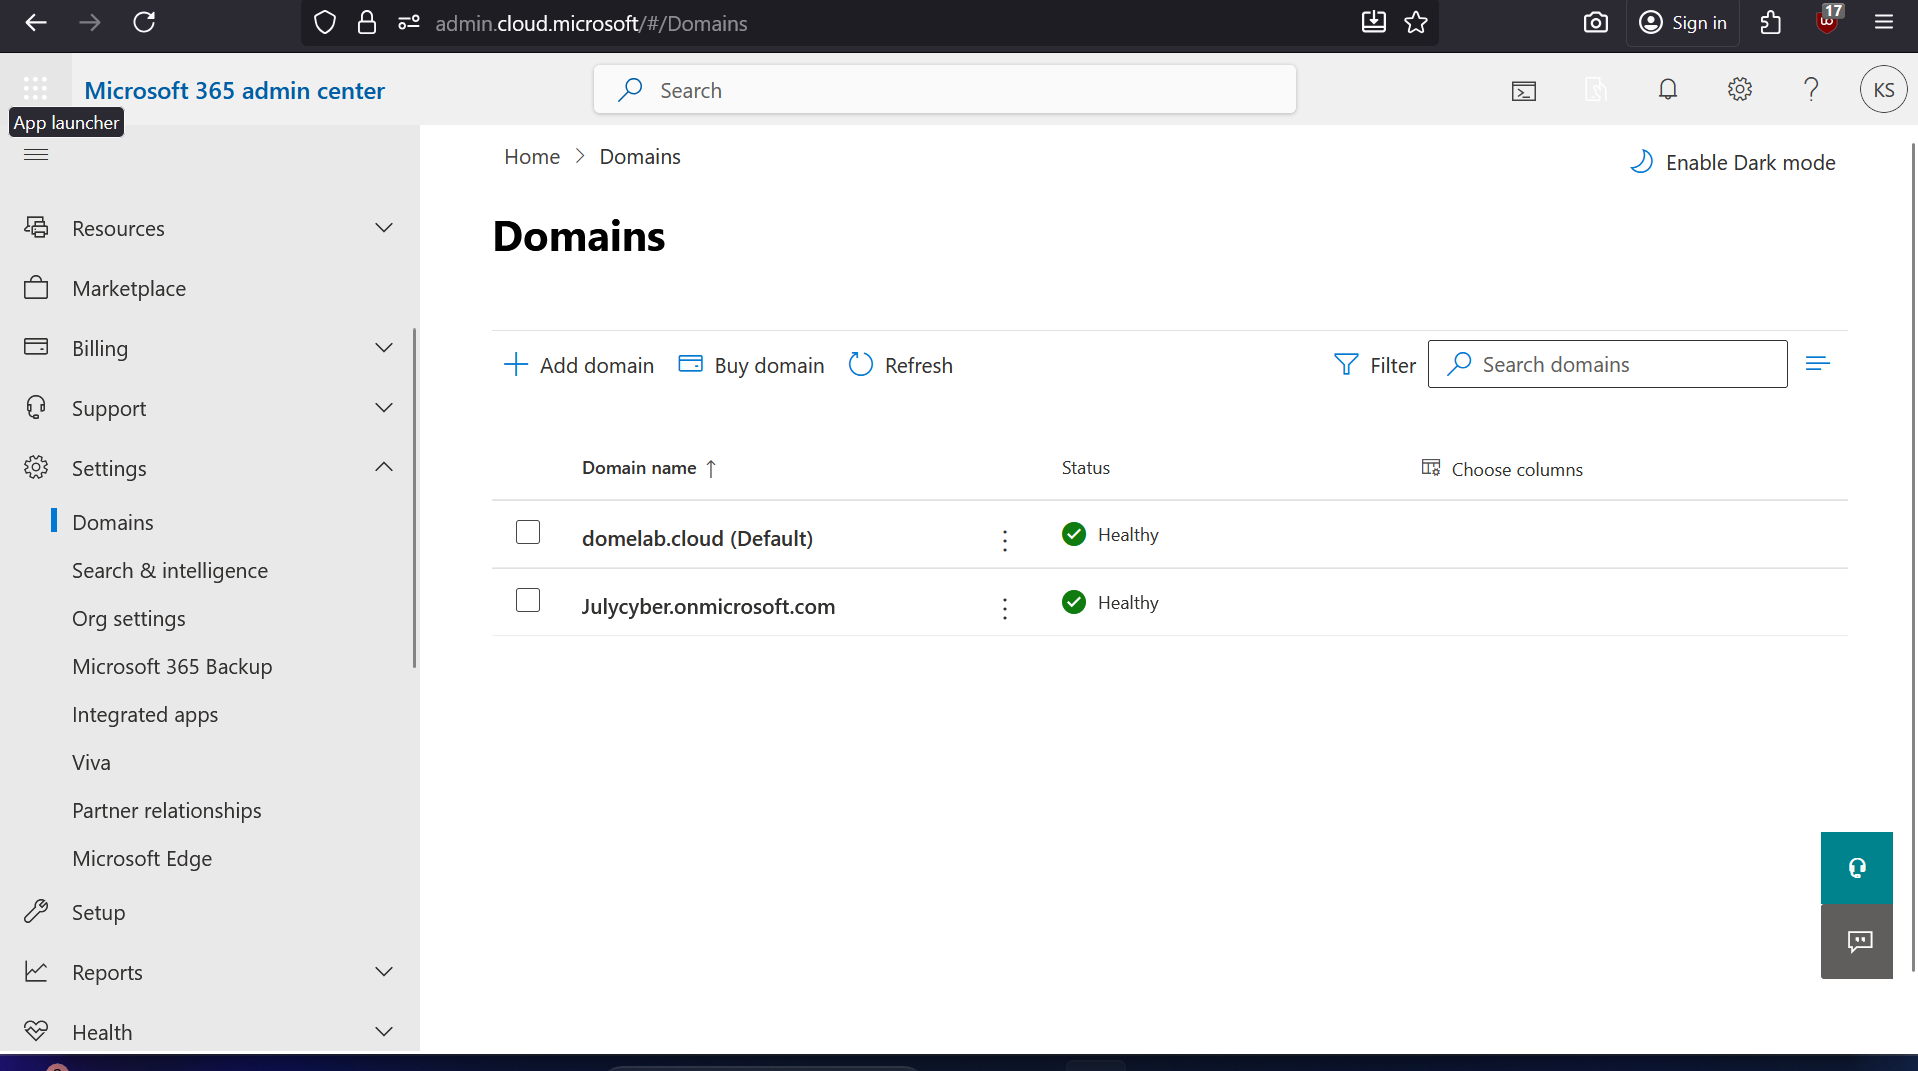 admin.cloud.microsoft/#/Domains
Sign in
17
Microsoft 365 admin center
Search
KS
App launcher
Home > Domains
Enable Dark mode
Resources
Marketplace
Billing
Support
Settings
Domains
Search & intelligence
Org settings
Microsoft 365 Backup
Integrated apps
Viva
Partner relationships
Microsoft Edge
Setup
Reports
Health
Domains
Add domain
Buy domain
Refresh
Filter
Search domains
Domain name ↑
Status
Choose columns
domelab.cloud (Default)
Healthy
Julycyber.onmicrosoft.com
Healthy